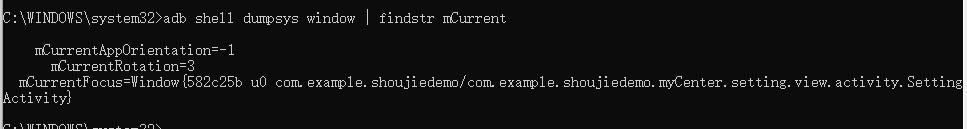 C:\WINDOWS\system32>adb shell dumpsys window | findstr mCurrent
mCurrentAppOrientation=-1
mCurrentRotation=3
mCurrentFocus=Window{582c25b u0 com.example.shoujiedemo/com.example.shoujiedemo.myCenter.setting.view.activity.Setting
Activity}
C:\WINDOWS\system32>